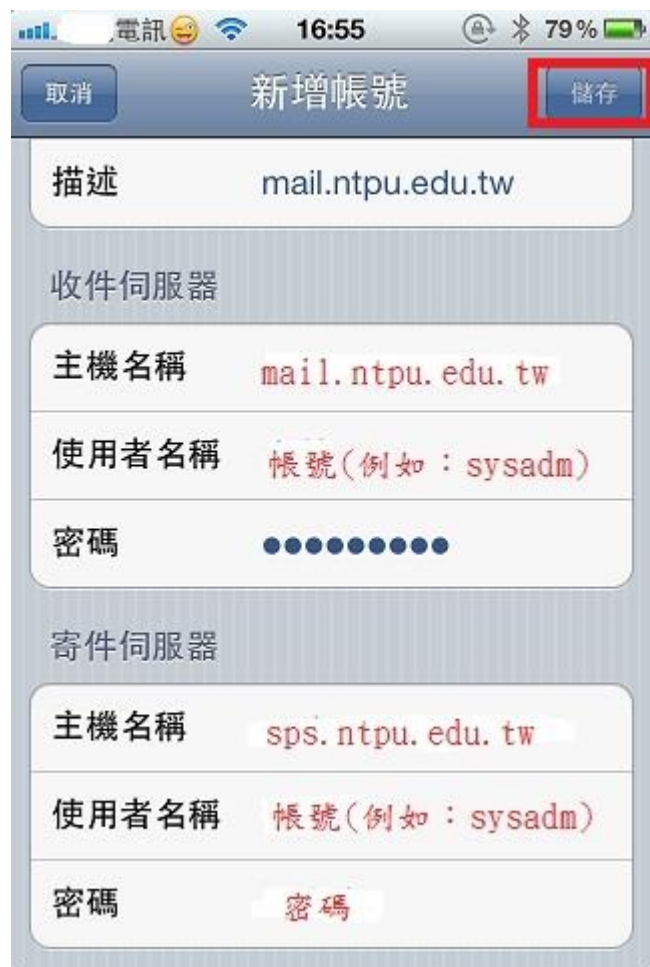 電訊😄 16:55 79%
取消 新增帳號 儲存
描述 mail.ntpu.edu.tw
收件伺服器
主機名稱 mail.ntpu.edu.tw
使用者名稱 帳號(例如：sysadm)
密碼 ●●●●●●●●●
寄件伺服器
主機名稱 sps.ntpu.edu.tw
使用者名稱 帳號(例如：sysadm)
密碼 密碼